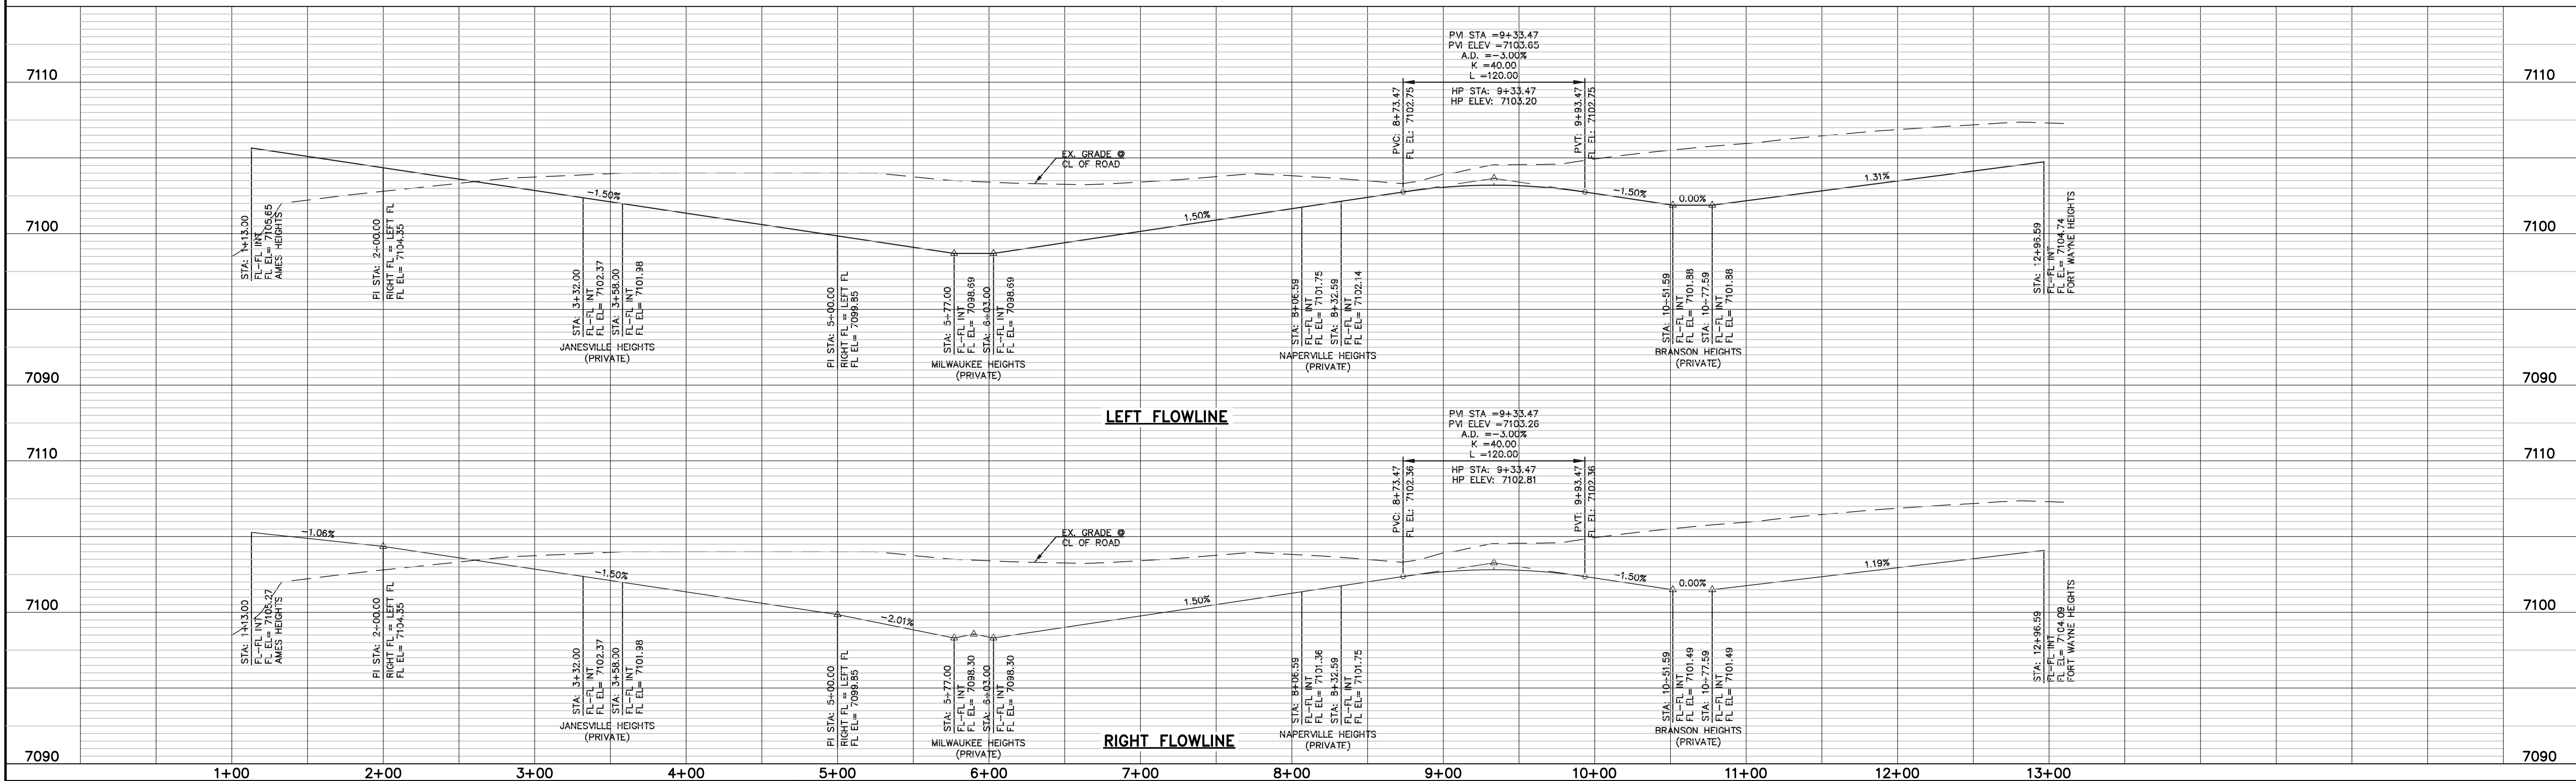 PVI STA =9+33.47
PVI ELEV =7103.65
A.D. =-3.00%
K =40.00
L =120.00
HP STA: 9+33.47
HP ELEV: 7103.20
PVC: 8+73.47
FL EL: 7102.75
PVT: 9+93.47
FL EL: 7102.75
7110
7110
EX. GRADE @
CL OF ROAD
-1.50%
1.50%
-1.50%
0.00%
1.31%
7100
7100
STA: 1+13.00
FL-FL INT
FL EL= 7105.65
AMES HEIGHTS
PI STA: 2+00.00
RIGHT FL = LEFT FL
FL EL= 7104.35
STA: 3+32.00
FL-FL INT
FL EL= 7102.37
STA: 3+58.00
FL-FL INT
FL EL= 7101.98
JANESVILLE HEIGHTS
(PRIVATE)
PI STA: 5+00.00
RIGHT FL = LEFT FL
FL EL= 7099.85
STA: 5+77.00
FL-FL INT
FL EL= 7098.69
STA: 6+03.00
FL-FL INT
FL EL= 7098.69
MILWAUKEE HEIGHTS
(PRIVATE)
STA: 8+06.59
FL-FL INT
FL EL= 7101.75
STA: 8+32.59
FL-FL INT
FL EL= 7102.14
NAPERVILLE HEIGHTS
(PRIVATE)
STA: 10+51.59
FL-FL INT
FL EL= 7101.88
STA: 10+77.59
FL-FL INT
FL EL= 7101.88
BRANSON HEIGHTS
(PRIVATE)
STA: 12+96.59
FL-FL INT
FL EL= 7104.74
FORT WAYNE HEIGHTS
7090
7090
LEFT FLOWLINE
PVI STA =9+33.47
PVI ELEV =7103.26
A.D. =-3.00%
K =40.00
L =120.00
HP STA: 9+33.47
HP ELEV: 7102.81
PVC: 8+73.47
FL EL: 7102.36
PVT: 9+93.47
FL EL: 7102.36
7110
7110
EX. GRADE @
CL OF ROAD
-1.06%
-1.50%
-2.01%
1.50%
-1.50%
0.00%
1.19%
7100
7100
STA: 1+13.00
FL-FL INT
FL EL= 7105.27
AMES HEIGHTS
PI STA: 2+00.00
RIGHT FL = LEFT FL
FL EL= 7104.35
STA: 3+32.00
FL-FL INT
FL EL= 7102.37
STA: 3+58.00
FL-FL INT
FL EL= 7101.98
JANESVILLE HEIGHTS
(PRIVATE)
PI STA: 5+00.00
RIGHT FL = LEFT FL
FL EL= 7099.85
STA: 5+77.00
FL-FL INT
FL EL= 7098.30
STA: 6+03.00
FL-FL INT
FL EL= 7098.30
MILWAUKEE HEIGHTS
(PRIVATE)
STA: 8+06.59
FL-FL INT
FL EL= 7101.36
STA: 8+32.59
FL-FL INT
FL EL= 7101.75
NAPERVILLE HEIGHTS
(PRIVATE)
STA: 10+51.59
FL-FL INT
FL EL= 7101.49
STA: 10+77.59
FL-FL INT
FL EL= 7101.49
BRANSON HEIGHTS
(PRIVATE)
STA: 12+96.59
FL-FL INT
FL EL= 7104.09
FORT WAYNE HEIGHTS
RIGHT FLOWLINE
7090
7090
1+00
2+00
3+00
4+00
5+00
6+00
7+00
8+00
9+00
10+00
11+00
12+00
13+00